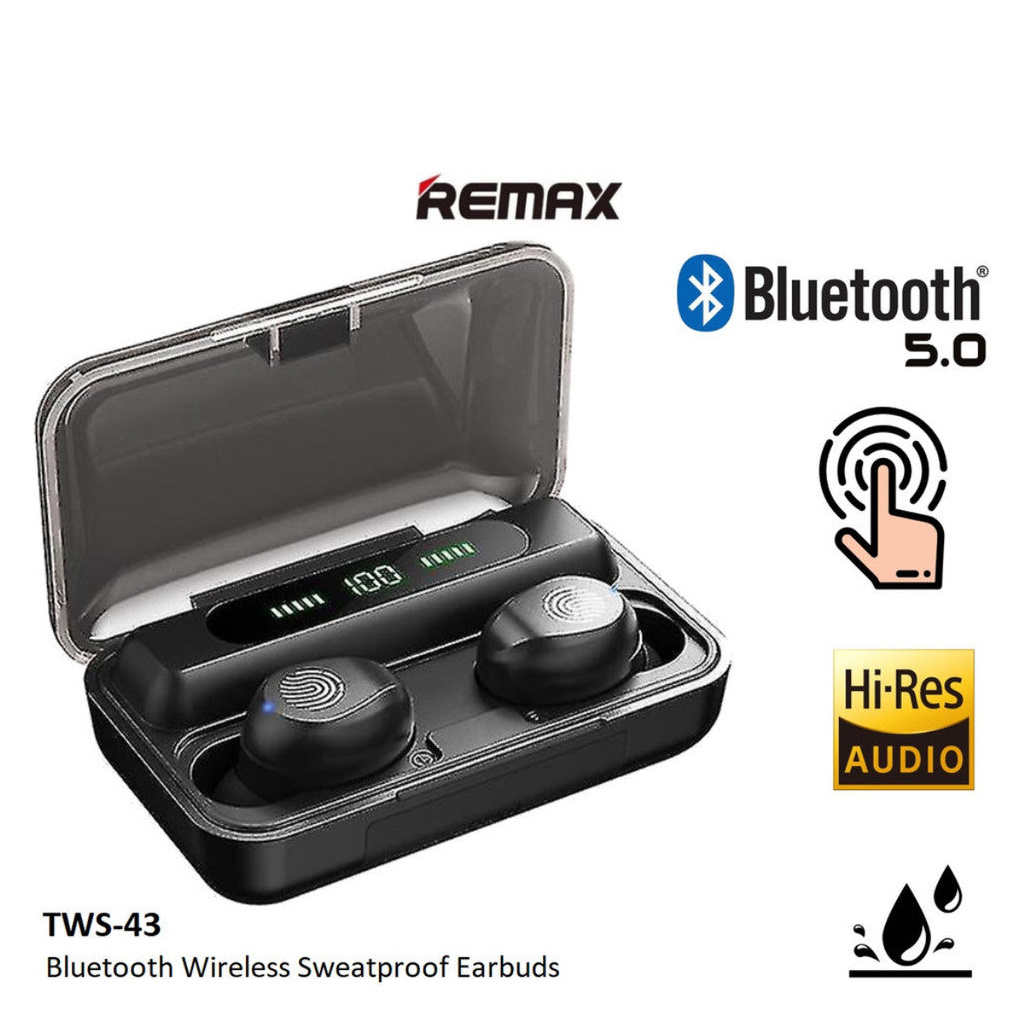 REMAX
Bluetooth®
5.0
100
Hi-Res
AUDIO
TWS-43
Bluetooth Wireless Sweatproof Earbuds